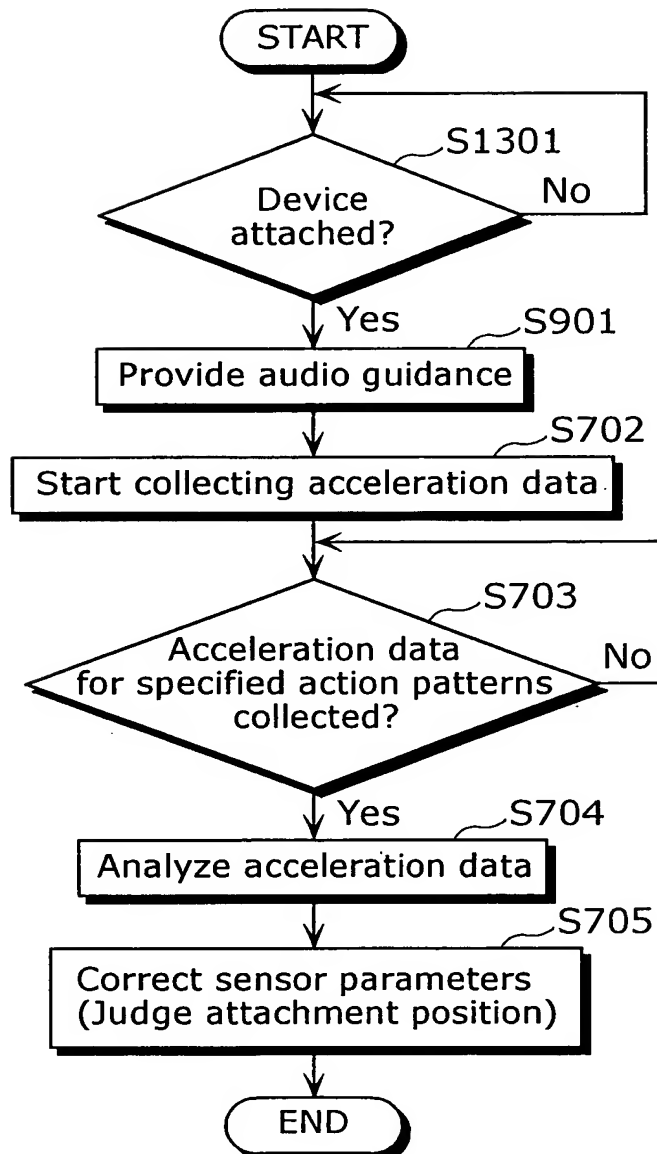 START
S1301
Device
attached?
No
Yes
S901
Provide audio guidance
S702
Start collecting acceleration data
S703
Acceleration data
for specified action patterns
collected?
No
Yes
S704
Analyze acceleration data
S705
Correct sensor parameters
(Judge attachment position)
END